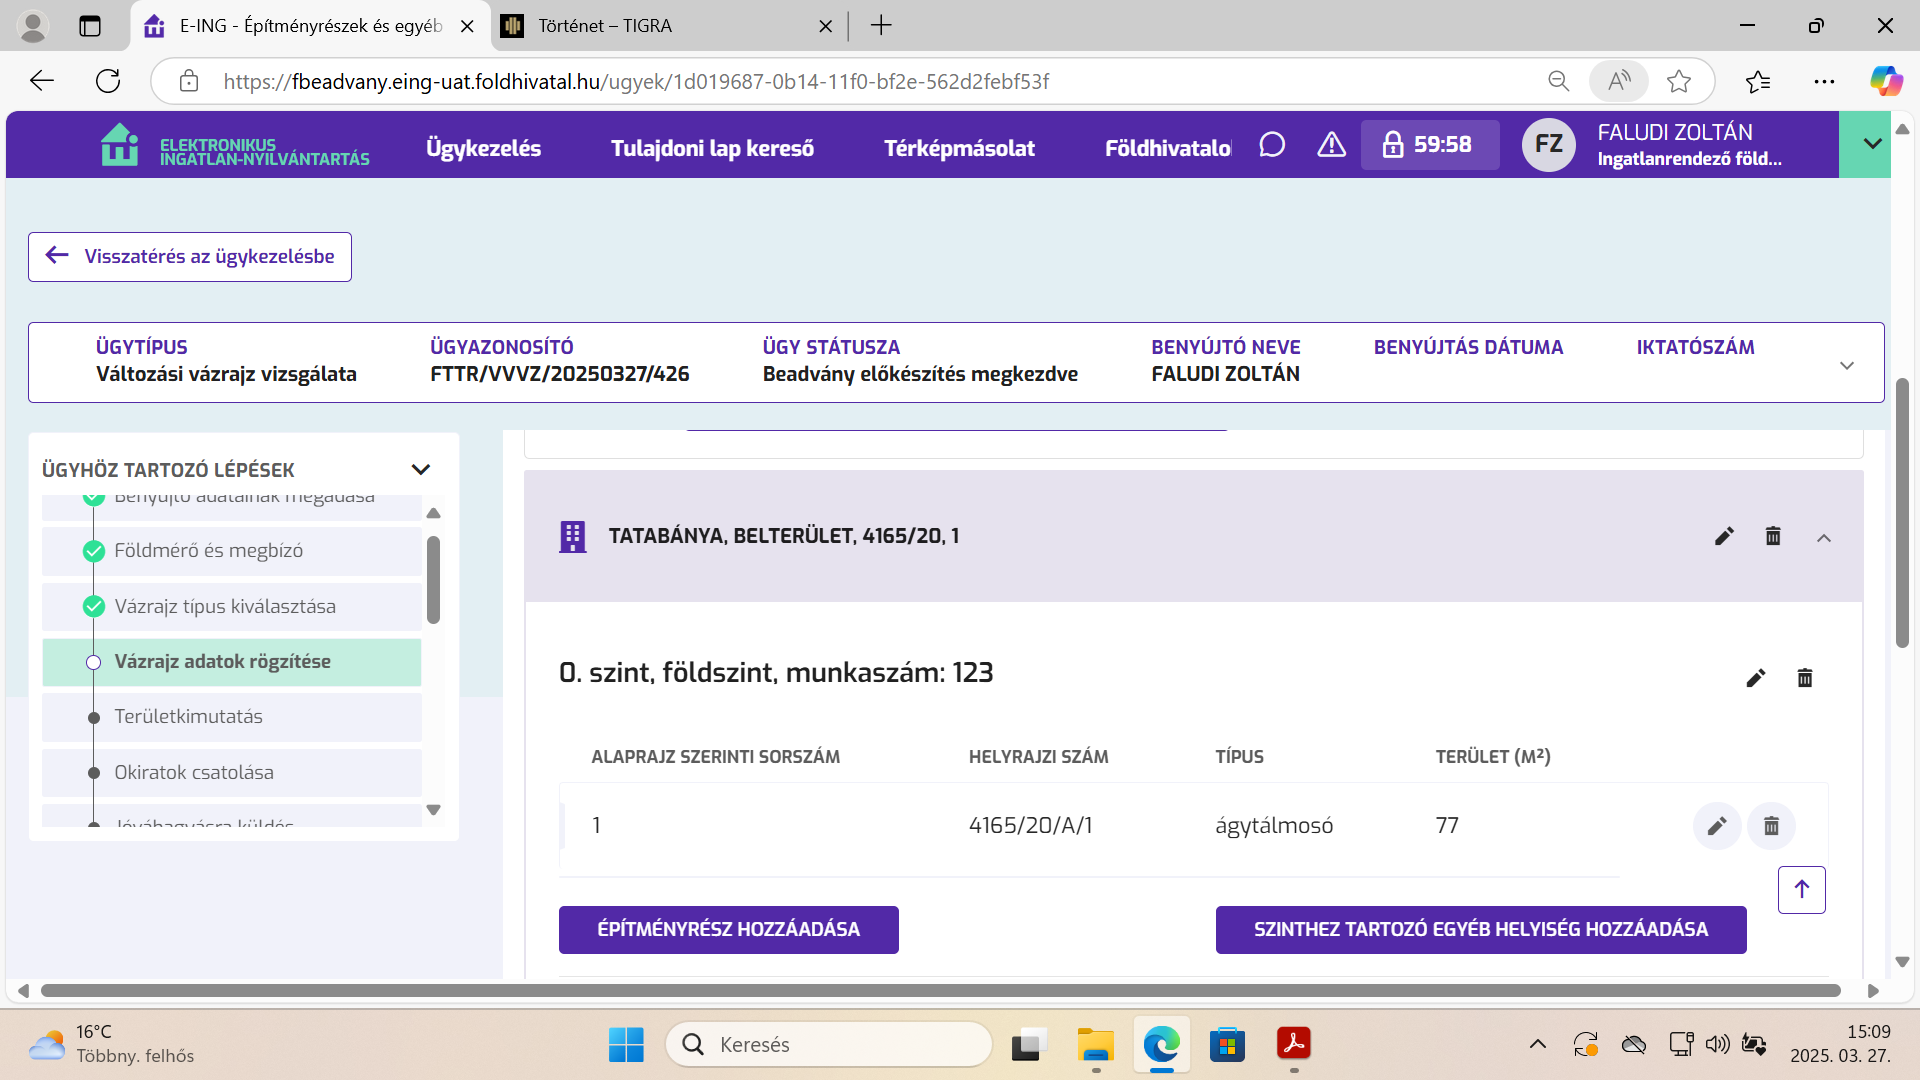 E-ING - Építményrészek és egyéb
Történet – TIGRA
https://fbeadvany.eing-uat.foldhivatal.hu/ugyek/1d019687-0b14-11f0-bf2e-562d2febf53f
ELEKTRONIKUS
INGATLAN-NYILVÁNTARTÁS
Ügykezelés
Tulajdoni lap kereső
Térképmásolat
Földhivatalo
59:58
FZ
FALUDI ZOLTÁN
Ingatlanrendező föld...
Visszatérés az ügykezelésbe
ÜGYTÍPUS
Változási vázrajz vizsgálata
ÜGYAZONOSÍTÓ
FTTR/VVVZ/20250327/426
ÜGY STÁTUSZA
Beadvány előkészítés megkezdve
BENYÚJTÓ NEVE
FALUDI ZOLTÁN
BENYÚJTÁS DÁTUMA
IKTATÓSZÁM
ÜGYHÖZ TARTOZÓ LÉPÉSEK
Benyújtó adatainak megadása
Földmérő és megbízó
Vázrajz típus kiválasztása
Vázrajz adatok rögzítése
Területkimutatás
Okiratok csatolása
Jóváhagyásra küldés
TATABÁNYA, BELTERÜLET, 4165/20, 1
0. szint, földszint, munkaszám: 123
ALAPRAJZ SZERINTI SORSZÁM HELYRAJZI SZÁM TÍPUS TERÜLET (M²)
1 4165/20/A/1 ágytálmosó 77
ÉPÍTMÉNYRÉSZ HOZZÁADÁSA
SZINTHEZ TARTOZÓ EGYÉB HELYISÉG HOZZÁADÁSA
16°C
Többny. felhős
Keresés
15:09
2025. 03. 27.